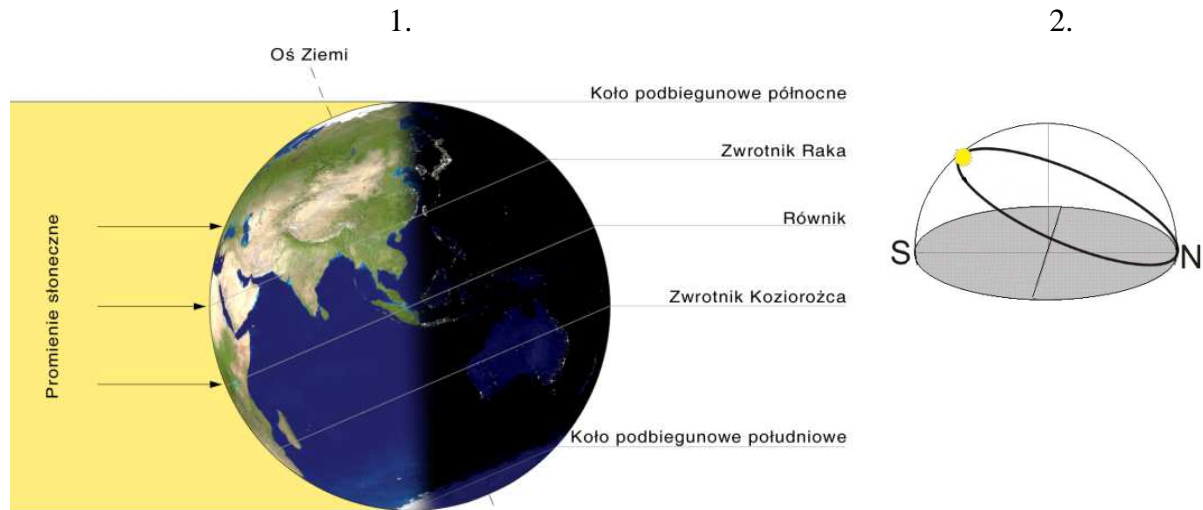 1.
2.
Oś Ziemi
Koło podbiegunowe północne
Zwrotnik Raka
Równik
Promienie słoneczne
Zwrotnik Koziorożca
Koło podbiegunowe południowe
S
N